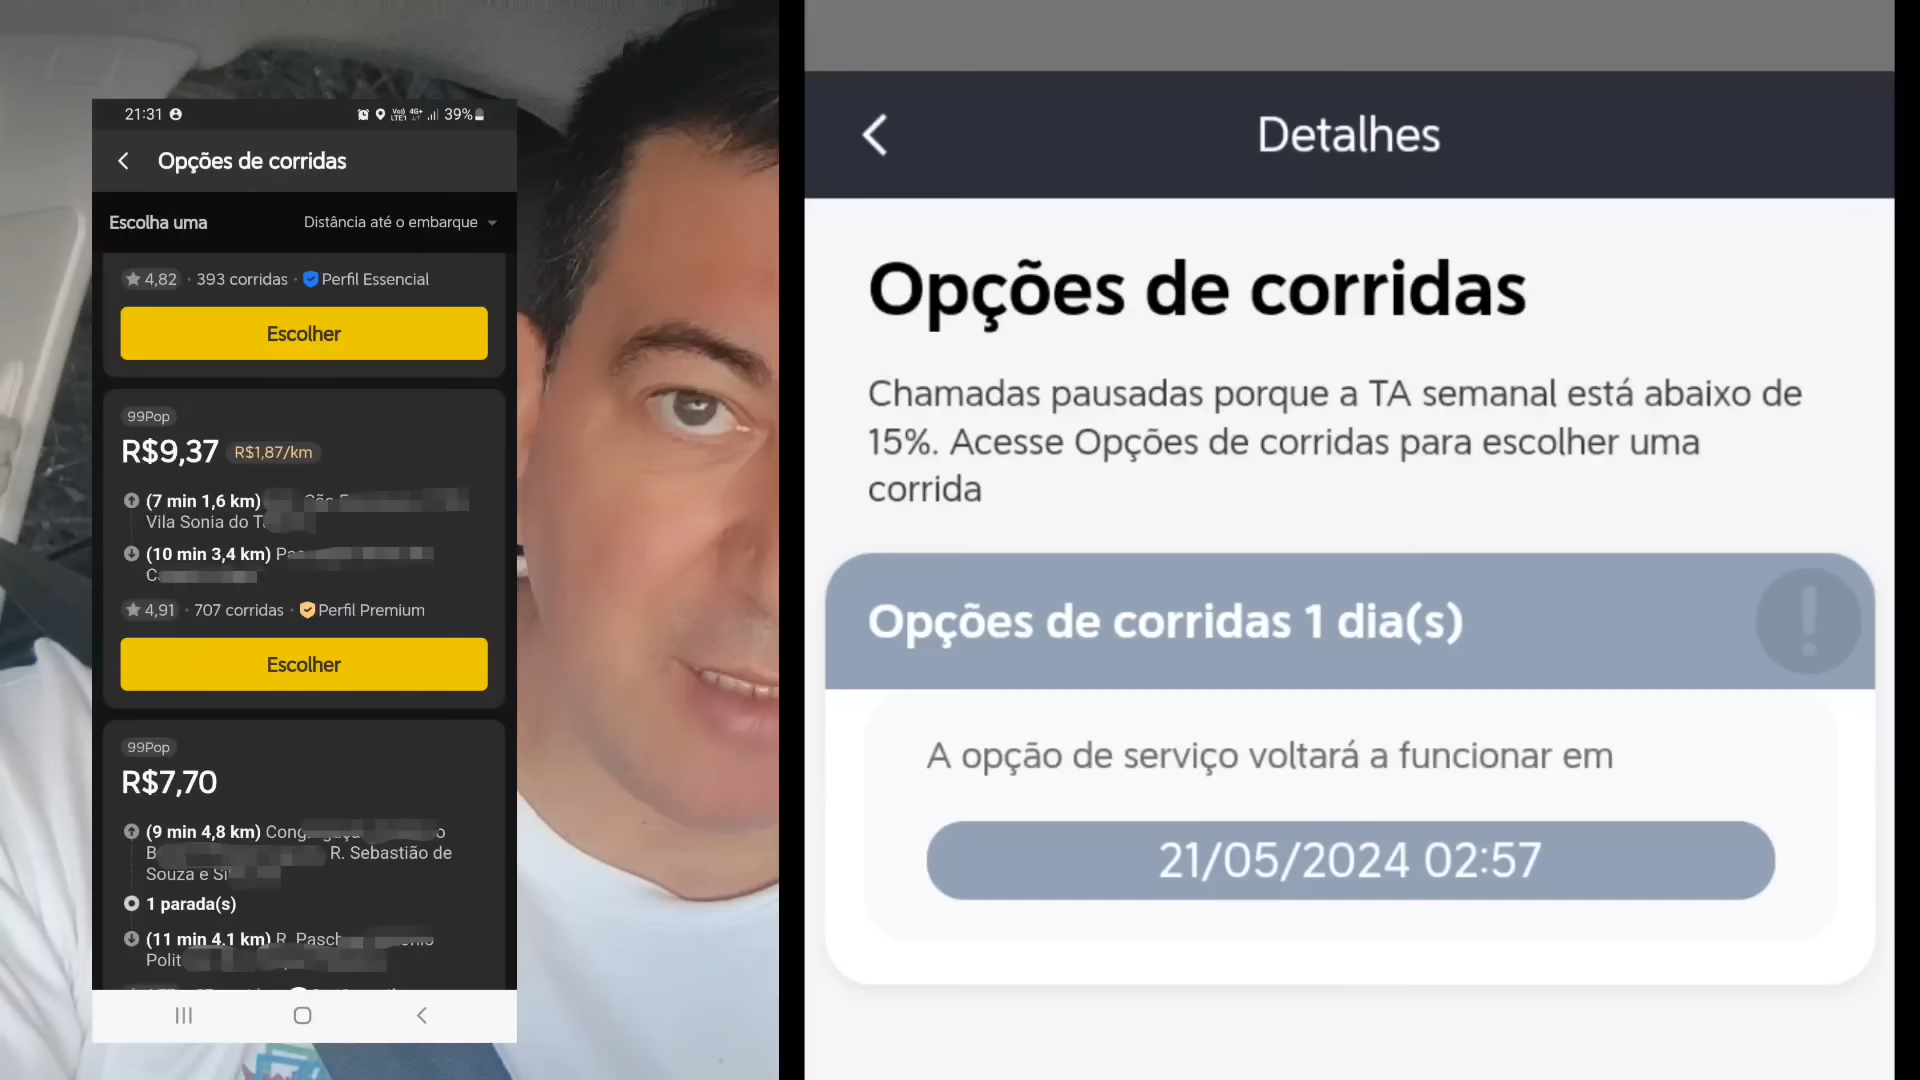 21:31
VoI) 4G+ 39%
LTE1
Opções de corridas
Escolha uma
Distância até o embarque
4,82 · 393 corridas · Perfil Essencial
Escolher
99Pop
R$9,37 R$1,87/km
(7 min 1,6 km)
Vila Sonia do
(10 min 3,4 km)
4,91 · 707 corridas · Perfil Premium
Escolher
99Pop
R$7,70
(9 min 4,8 km)
R. Sebastião de
Souza e
1 parada(s)
(11 min 4,1 km) R.
Detalhes
Opções de corridas
Chamadas pausadas porque a TA semanal está abaixo de
15%. Acesse Opções de corridas para escolher uma
corrida
Opções de corridas 1 dia(s)
A opção de serviço voltará a funcionar em
21/05/2024 02:57